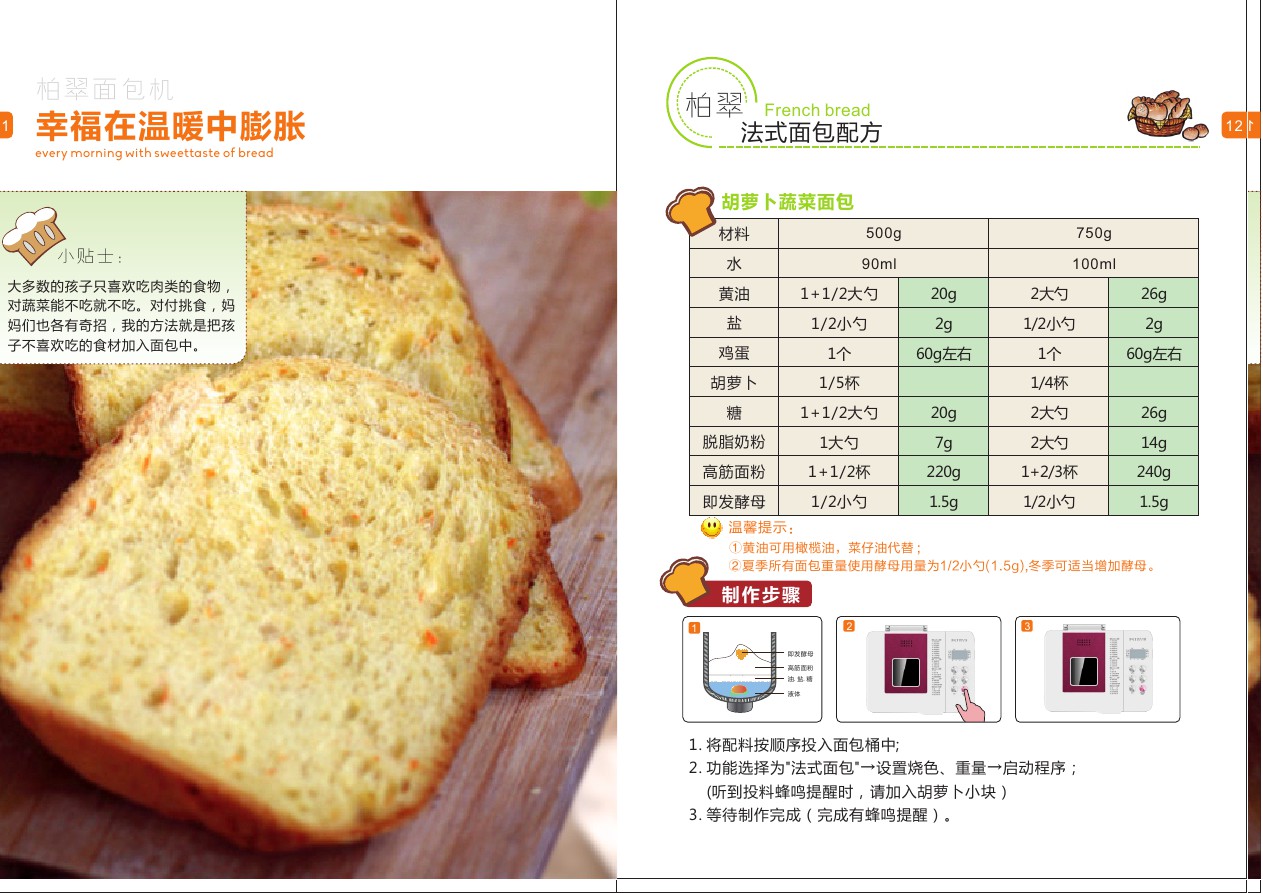 柏翠面包机
1
幸福在温暖中膨胀
every morning with sweettaste of bread
小贴士：
大多数的孩子只喜欢吃肉类的食物，
对蔬菜能不吃就不吃。对付挑食，妈
妈们也各有奇招，我的方法就是把孩
子不喜欢吃的食材加入面包中。
柏翠
French bread
法式面包配方
12
胡萝卜蔬菜面包
材料 500g 750g
水 90ml 100ml
黄油 1+1/2大勺 20g 2大勺 26g
盐 1/2小勺 2g 1/2小勺 2g
鸡蛋 1个 60g左右 1个 60g左右
胡萝卜 1/5杯 1/4杯
糖 1+1/2大勺 20g 2大勺 26g
脱脂奶粉 1大勺 7g 2大勺 14g
高筋面粉 1+1/2杯 220g 1+2/3杯 240g
即发酵母 1/2小勺 1.5g 1/2小勺 1.5g
温馨提示：
①黄油可用橄榄油，菜仔油代替；
②夏季所有面包重量使用酵母用量为1/2小勺(1.5g),冬季可适当增加酵母。
制作步骤
1
即发酵母
高筋面粉
油. 盐. 糖
液体
2
3
1. 将配料按顺序投入面包桶中;
2. 功能选择为"法式面包"→设置烧色、重量→启动程序；
(听到投料蜂鸣提醒时，请加入胡萝卜小块）
3. 等待制作完成（完成有蜂鸣提醒）。